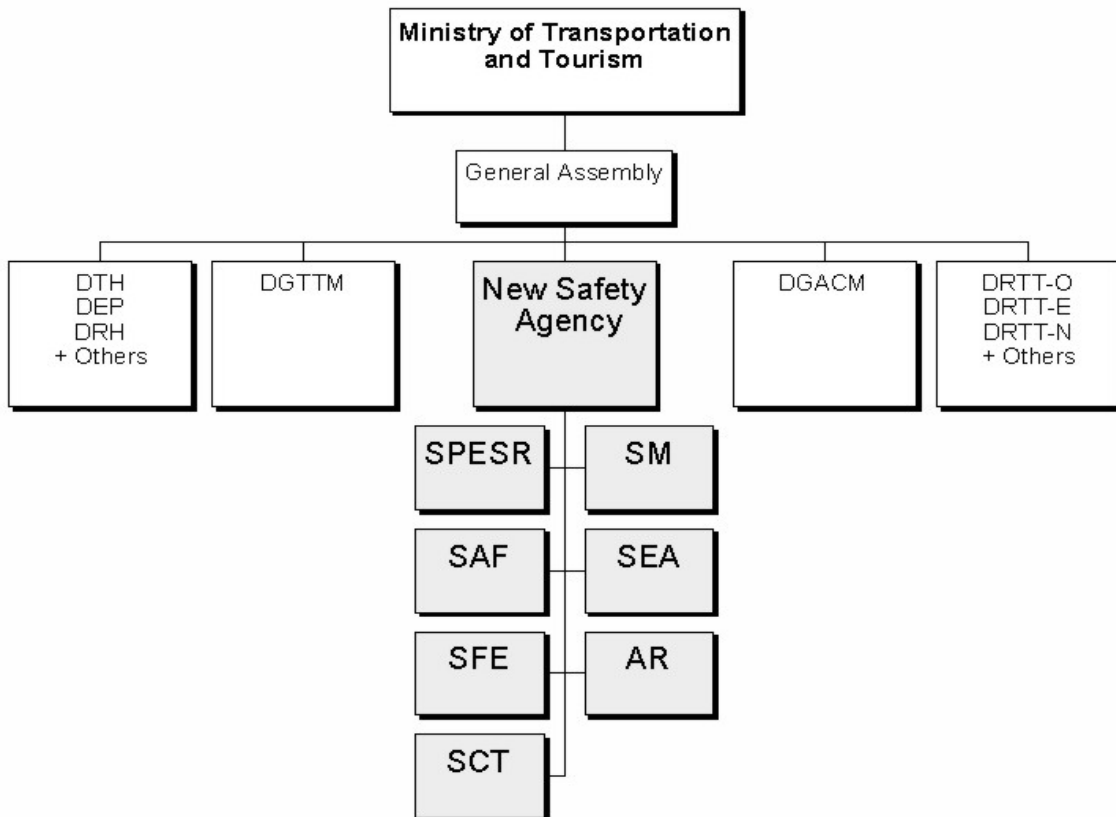 Ministry of Transportation
and Tourism
General Assembly
DTH
DEP
DRH
+ Others
DGTTM
New Safety
Agency
DGACM
DRTT-O
DRTT-E
DRTT-N
+ Others
SPESR
SM
SAF
SEA
SFE
AR
SCT